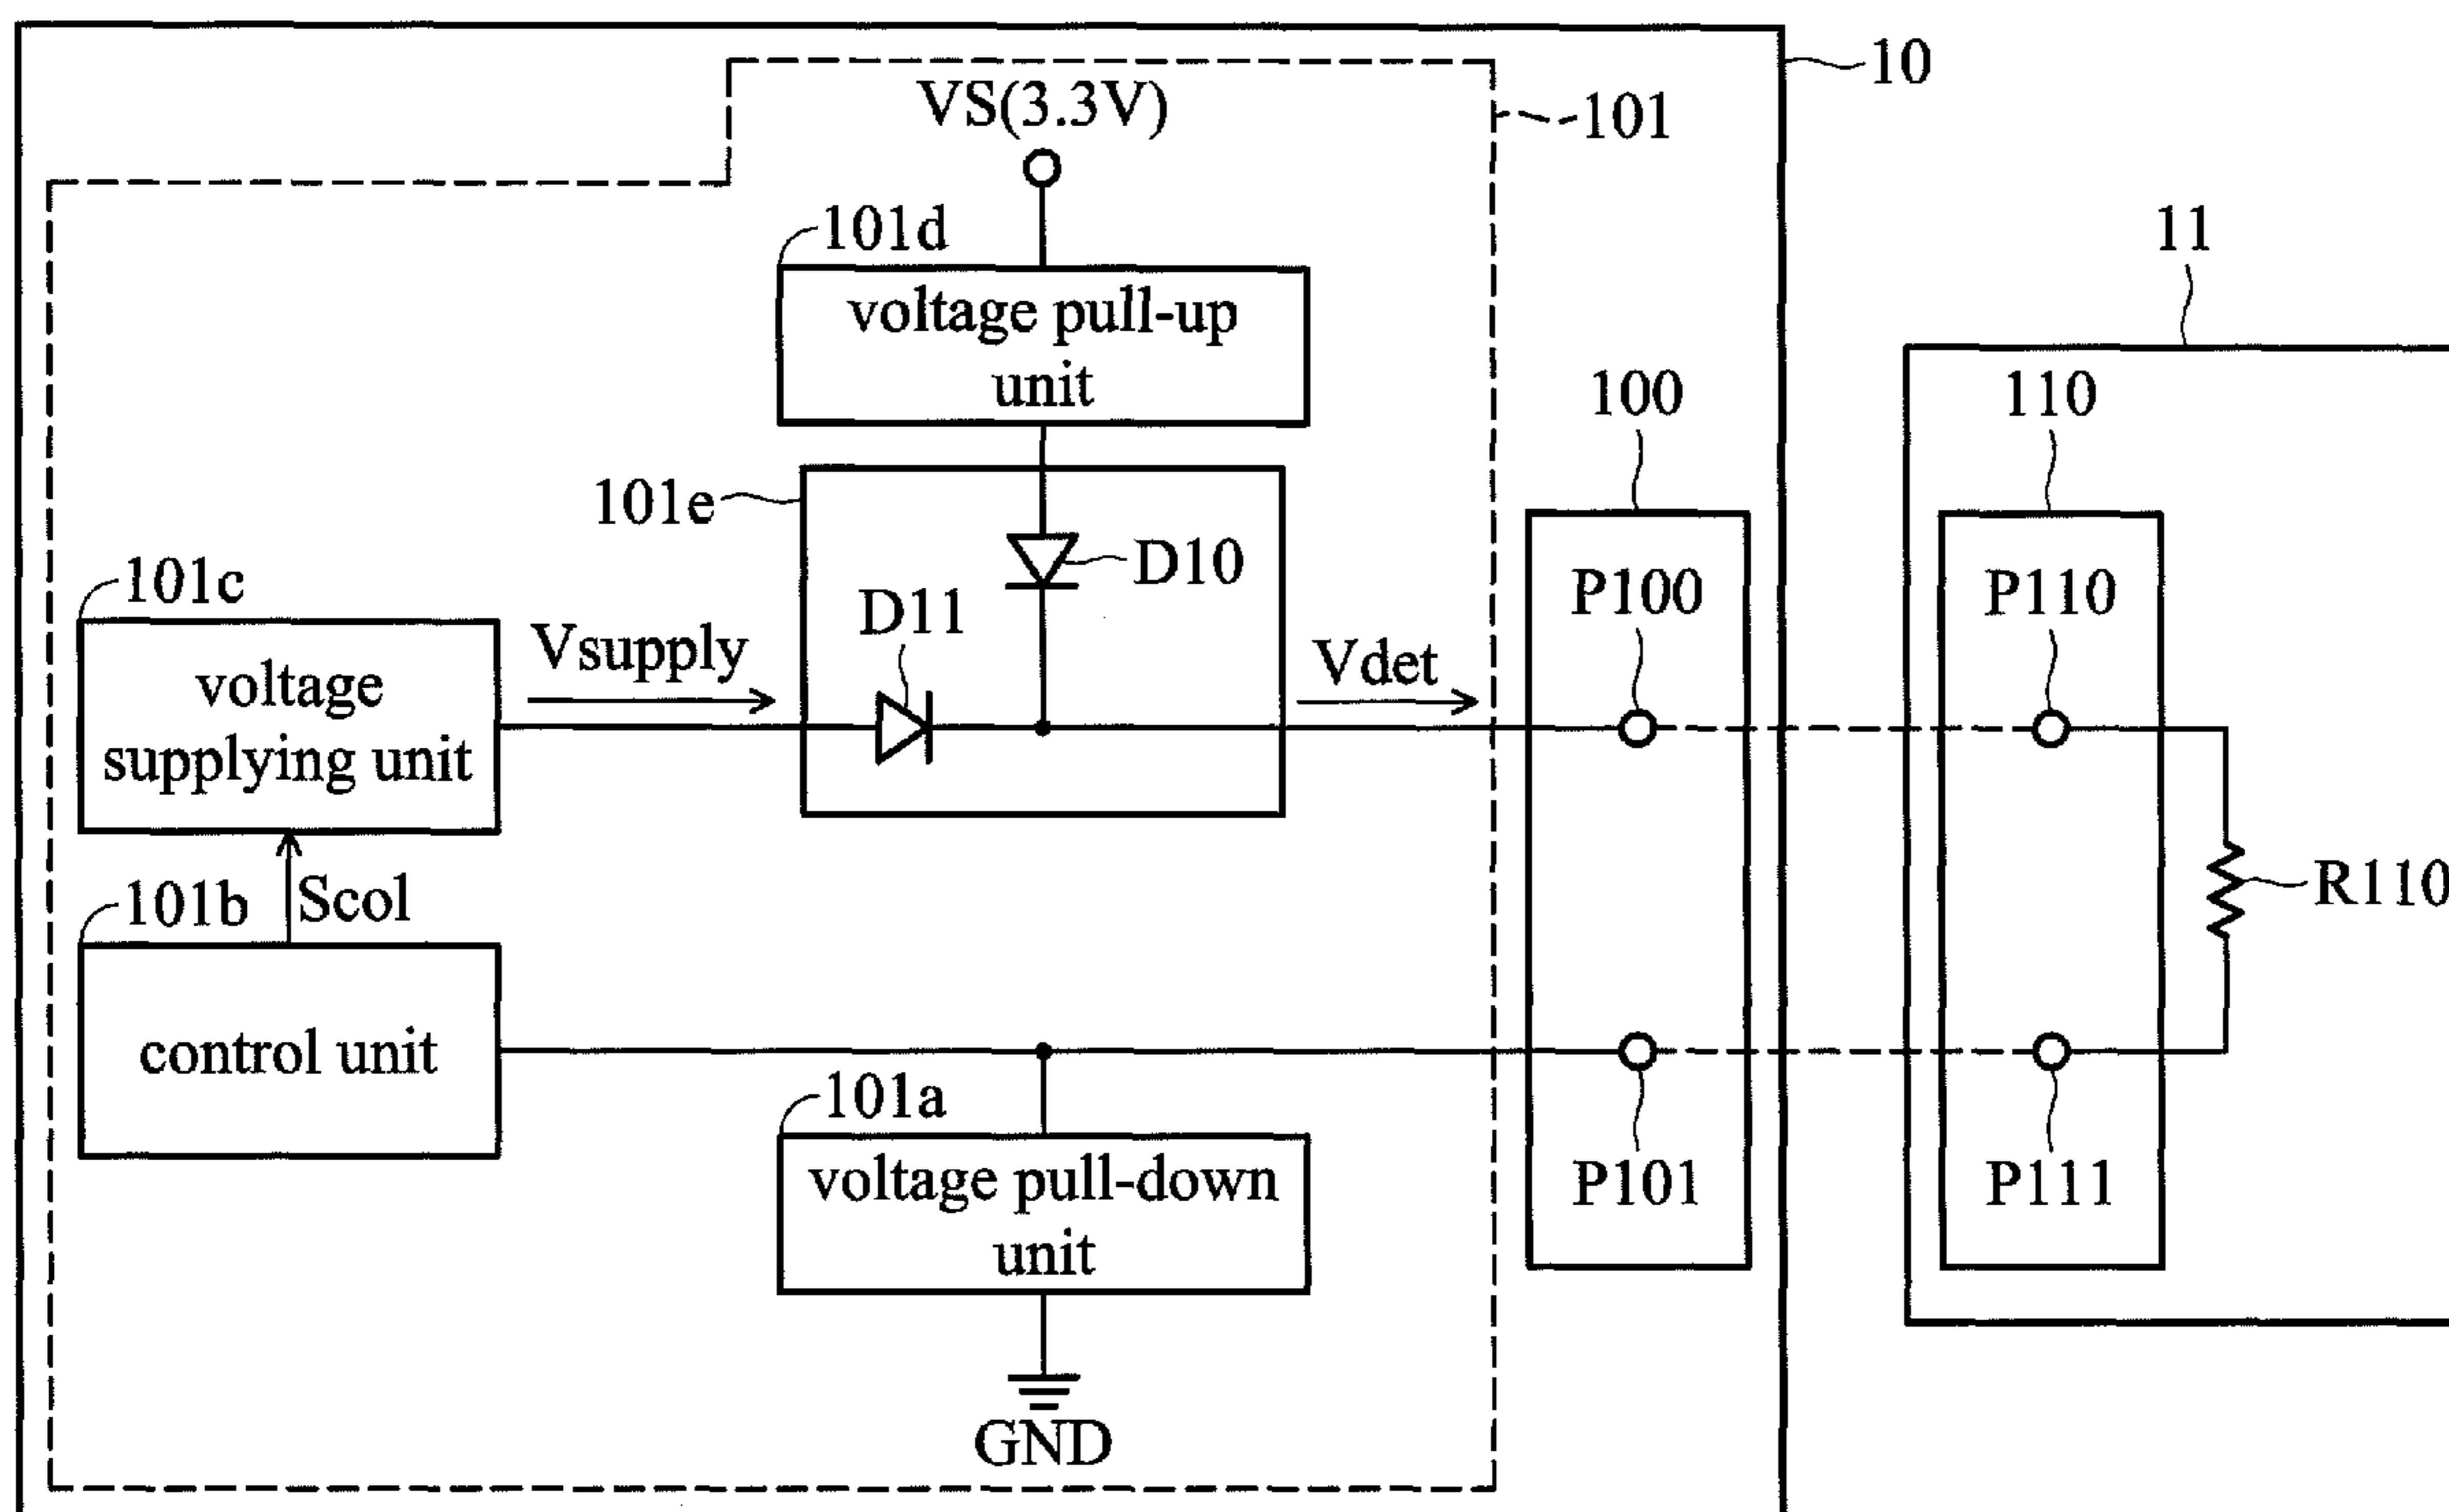 10
VS(3.3V)
101
101d
11
voltage pull-up
unit
100
110
101e
D10
P100
P110
101c
D11
Vsupply
Vdet
voltage
supplying unit
R110
101b
Scol
control unit
101a
voltage pull-down
unit
P101
P111
GND